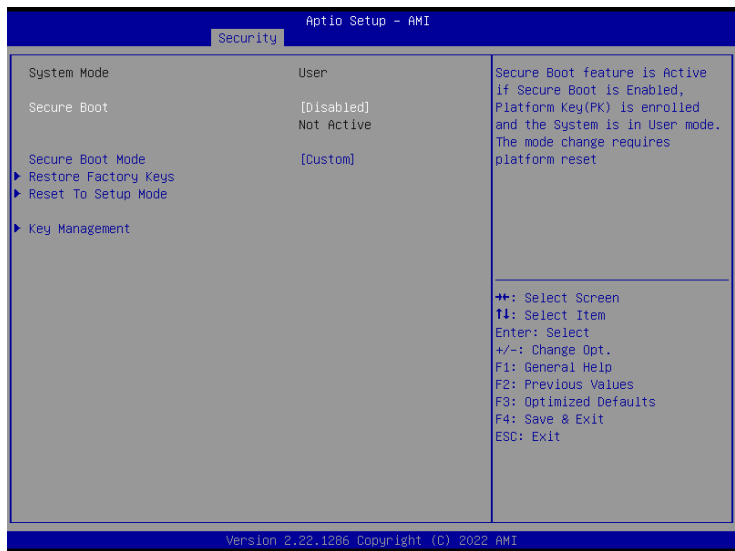 Aptio Setup – AMI
Security
System Mode User
Secure Boot [Disabled]
Not Active
Secure Boot Mode [Custom]
Restore Factory Keys
Reset To Setup Mode
Key Management
Secure Boot feature is Active
if Secure Boot is Enabled,
Platform Key(PK) is enrolled
and the System is in User mode.
The mode change requires
platform reset
→←: Select Screen
↑↓: Select Item
Enter: Select
+/-: Change Opt.
F1: General Help
F2: Previous Values
F3: Optimized Defaults
F4: Save & Exit
ESC: Exit
Version 2.22.1286 Copyright (C) 2022 AMI